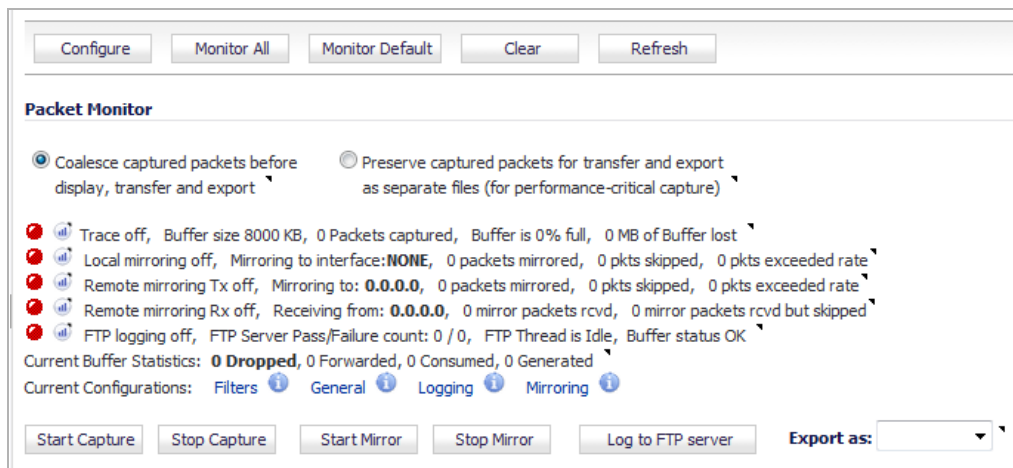 Configure Monitor All Monitor Default Clear Refresh
Packet Monitor
Coalesce captured packets before Preserve captured packets for transfer and export
display, transfer and export as separate files (for performance-critical capture)
Trace off, Buffer size 8000 KB, 0 Packets captured, Buffer is 0% full, 0 MB of Buffer lost
Local mirroring off, Mirroring to interface:NONE, 0 packets mirrored, 0 pkts skipped, 0 pkts exceeded rate
Remote mirroring Tx off, Mirroring to: 0.0.0.0, 0 packets mirrored, 0 pkts skipped, 0 pkts exceeded rate
Remote mirroring Rx off, Receiving from: 0.0.0.0, 0 mirror packets rcvd, 0 mirror packets rcvd but skipped
FTP logging off, FTP Server Pass/Failure count: 0 / 0, FTP Thread is Idle, Buffer status OK
Current Buffer Statistics: 0 Dropped, 0 Forwarded, 0 Consumed, 0 Generated
Current Configurations: Filters General Logging Mirroring
Start Capture Stop Capture Start Mirror Stop Mirror Log to FTP server Export as: